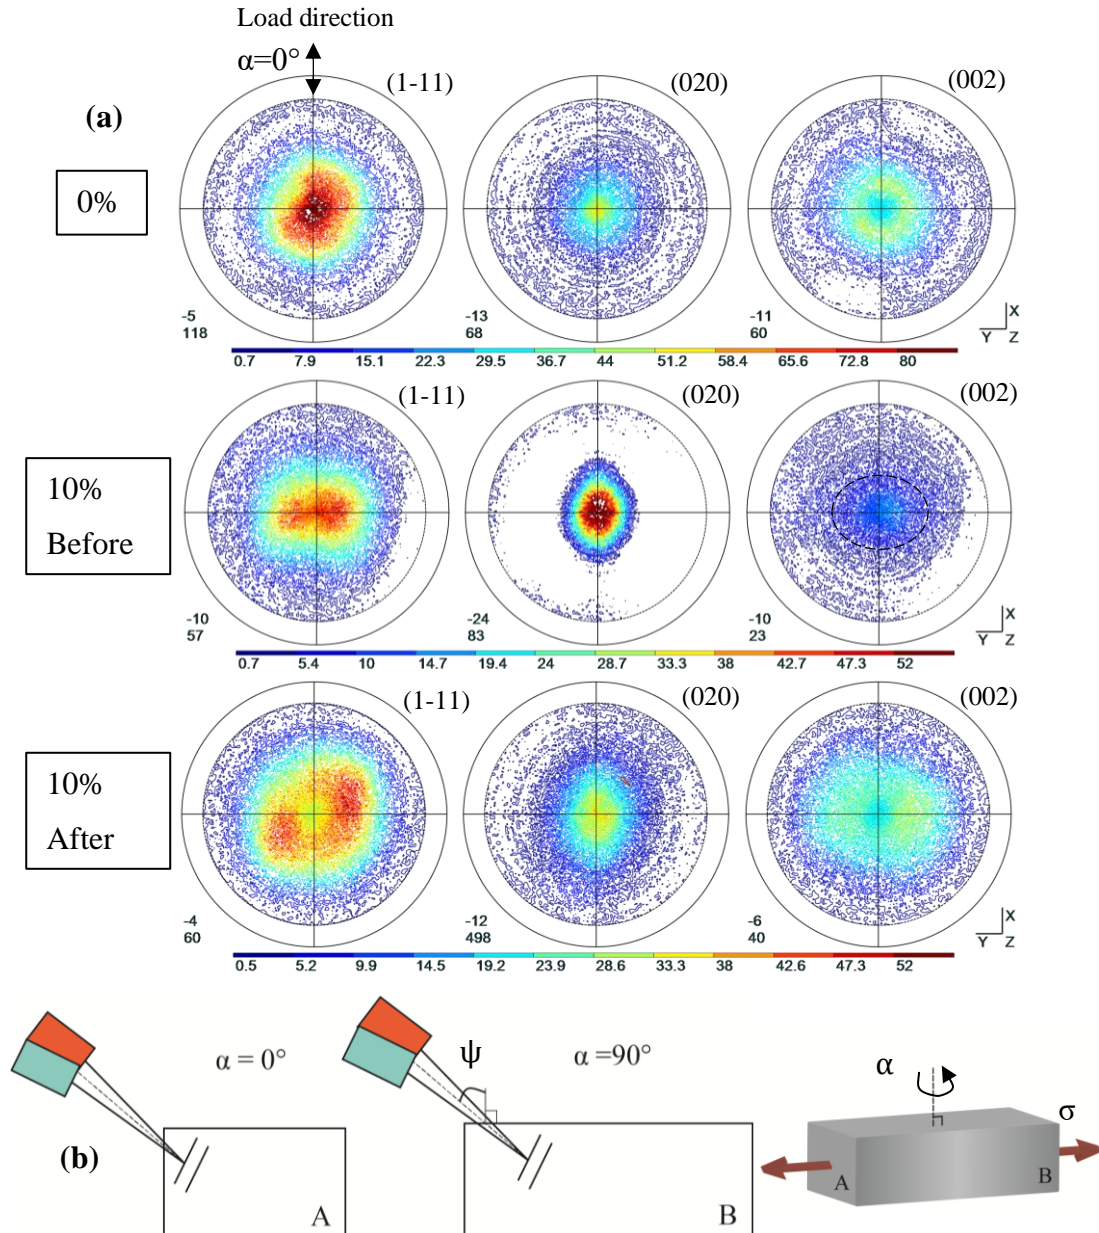 Load direction
α=0°
(a)
(1-11)
(020)
(002)
0%
-5
118
-13
68
-11
60
X
Y Z
0.7 7.9 15.1 22.3 29.5 36.7 44 51.2 58.4 65.6 72.8 80
(1-11)
(020)
(002)
10%
Before
-10
57
-24
83
-10
23
X
Y Z
0.7 5.4 10 14.7 19.4 24 28.7 33.3 38 42.7 47.3 52
(1-11)
(020)
(002)
10%
After
-4
60
-12
498
-6
40
X
Y Z
0.5 5.2 9.9 14.5 19.2 23.9 28.6 33.3 38 42.6 47.3 52
α = 0°
ψ
α =90°
α
σ
(b)
A
B
A
B